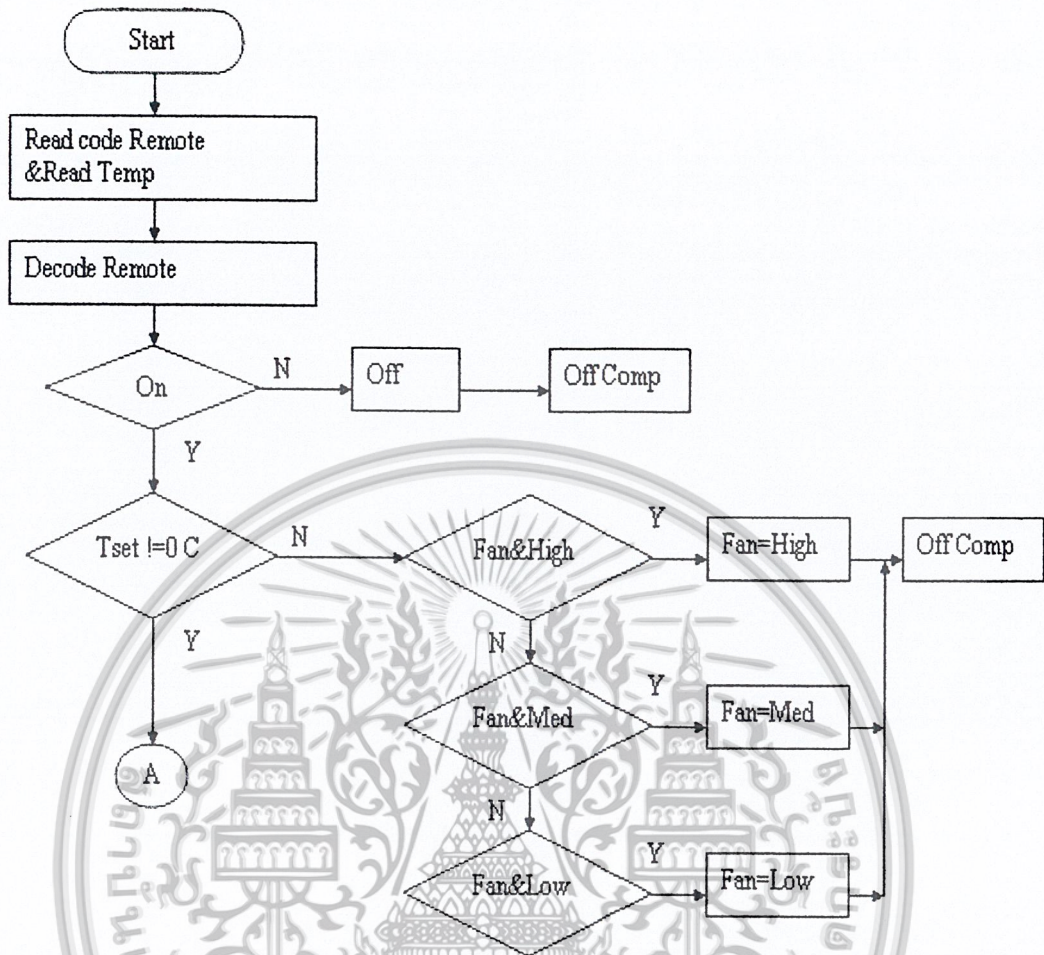 Start
Read code Remote
&Read Temp
Decode Remote
On
N
Off
Off Comp
Y
Tset !=0 C
N
Fan&High
Y
Fan=High
Off Comp
Y
N
Fan&Med
Y
Fan=Med
A
N
Fan&Low
Y
Fan=Low